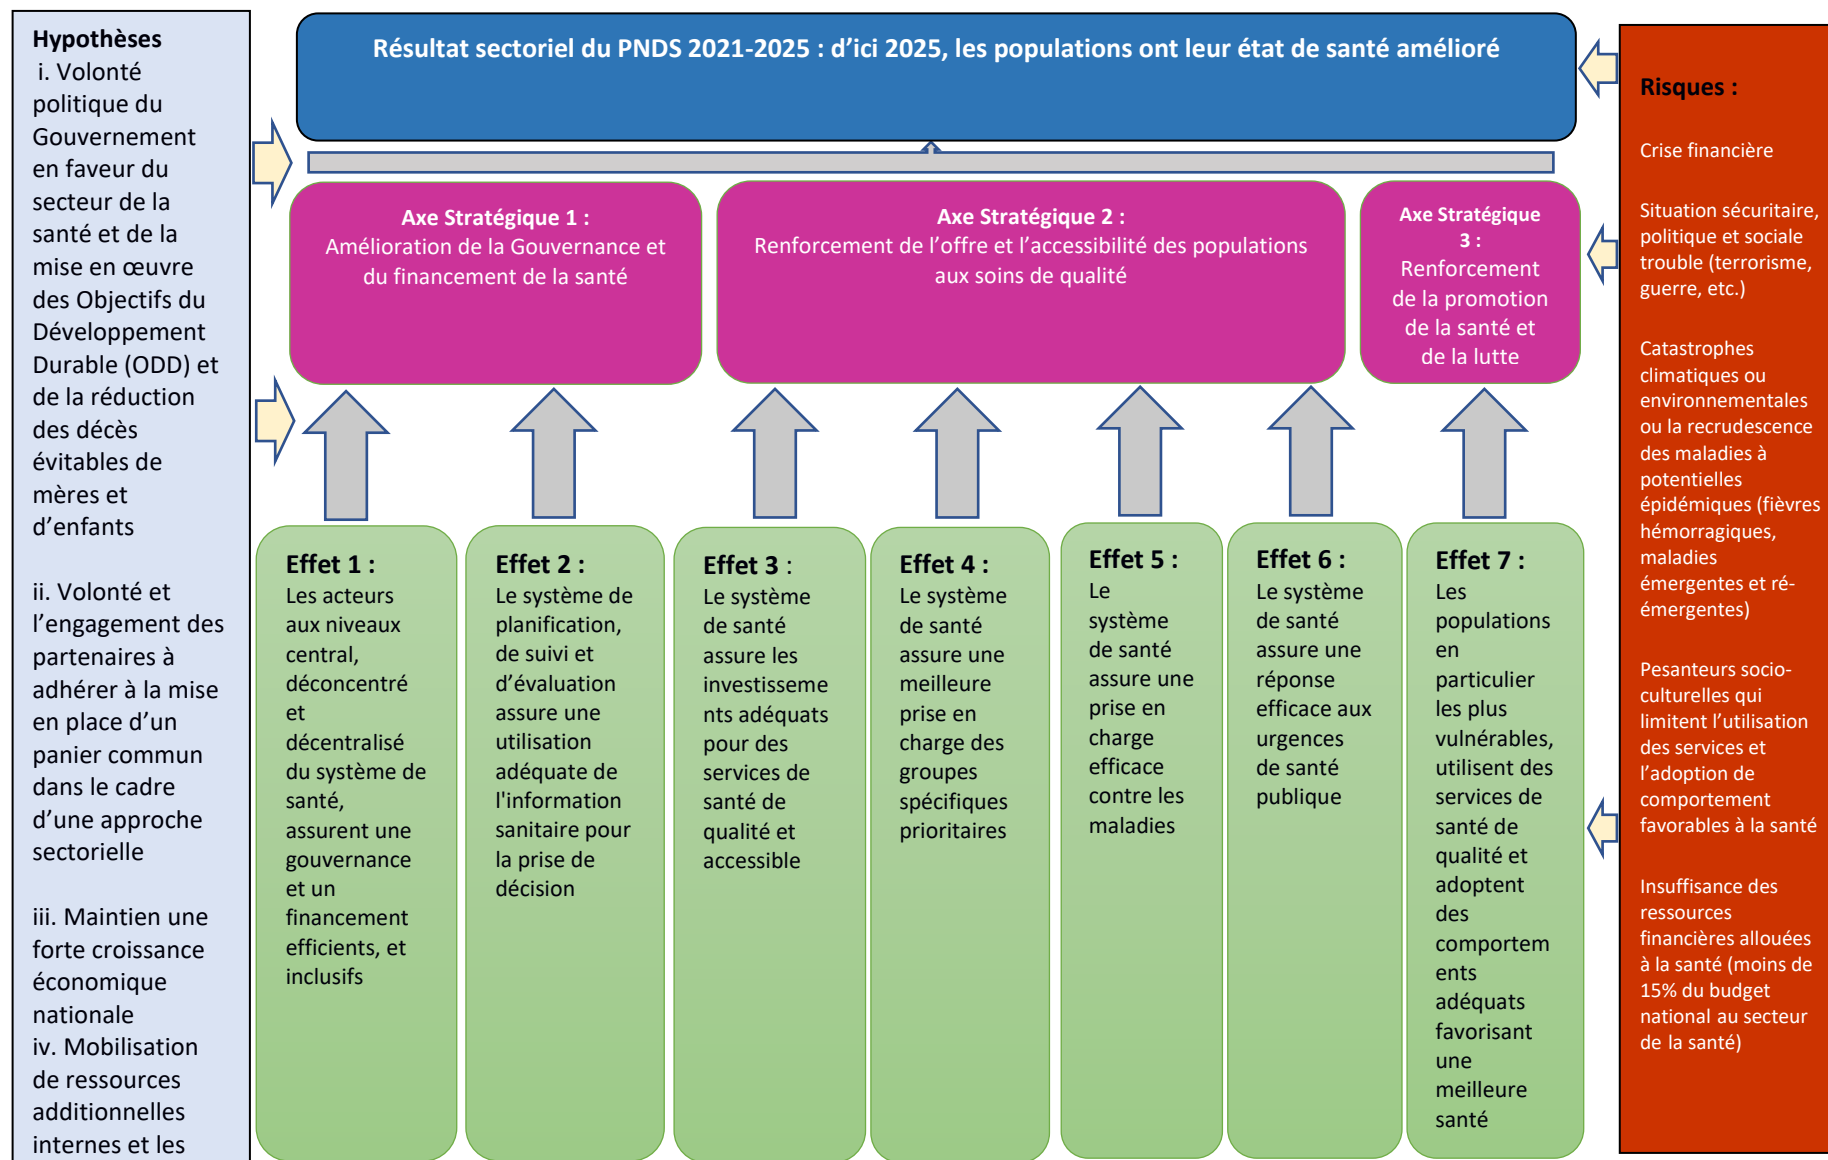 Hypothèses
i. Volonté
politique du
Gouvernement
en faveur du
secteur de la
santé et de la
mise en œuvre
des Objectifs du
Développement
Durable (ODD) et
de la réduction
des décès
évitables de
mères et
d’enfants
ii. Volonté et
l’engagement des
partenaires à
adhérer à la mise
en place d’un
panier commun
dans le cadre
d’une approche
sectorielle
iii. Maintien une
forte croissance
économique
nationale
iv. Mobilisation
de ressources
additionnelles
internes et les
Résultat sectoriel du PNDS 2021-2025 : d’ici 2025, les populations ont leur état de santé amélioré
Axe Stratégique 1 :
Amélioration de la Gouvernance et
du financement de la santé
Axe Stratégique 2 :
Renforcement de l’offre et l’accessibilité des populations
aux soins de qualité
Axe Stratégique
3 :
Renforcement
de la promotion
de la santé et
de la lutte
Effet 1 :
Les acteurs
aux niveaux
central,
déconcentré
et
décentralisé
du système de
santé,
assurent une
gouvernance
et un
financement
efficients, et
inclusifs
Effet 2 :
Le système de
planification,
de suivi et
d’évaluation
assure une
utilisation
adéquate de
l'information
sanitaire pour
la prise de
décision
Effet 3 :
Le système
de santé
assure les
investisseme
nts adéquats
pour des
services de
santé de
qualité et
accessible
Effet 4 :
Le système
de santé
assure une
meilleure
prise en
charge des
groupes
spécifiques
prioritaires
Effet 5 :
Le
système
de santé
assure une
prise en
charge
efficace
contre les
maladies
Effet 6 :
Le système
de santé
assure une
réponse
efficace aux
urgences
de santé
publique
Effet 7 :
Les
populations
en
particulier
les plus
vulnérables,
utilisent des
services de
santé de
qualité et
adoptent
des
comportem
ents
adéquats
favorisant
une
meilleure
santé
Risques :
Crise financière
Situation sécuritaire,
politique et sociale
trouble (terrorisme,
guerre, etc.)
Catastrophes
climatiques ou
environnementales
ou la recrudescence
des maladies à
potentielles
épidémiques (fièvres
hémorragiques,
maladies
émergentes et ré-
émergentes)
Pesanteurs socio-
culturelles qui
limitent l’utilisation
des services et
l’adoption de
comportement
favorables à la santé
Insuffisance des
ressources
financières allouées
à la santé (moins de
15% du budget
national au secteur
de la santé)